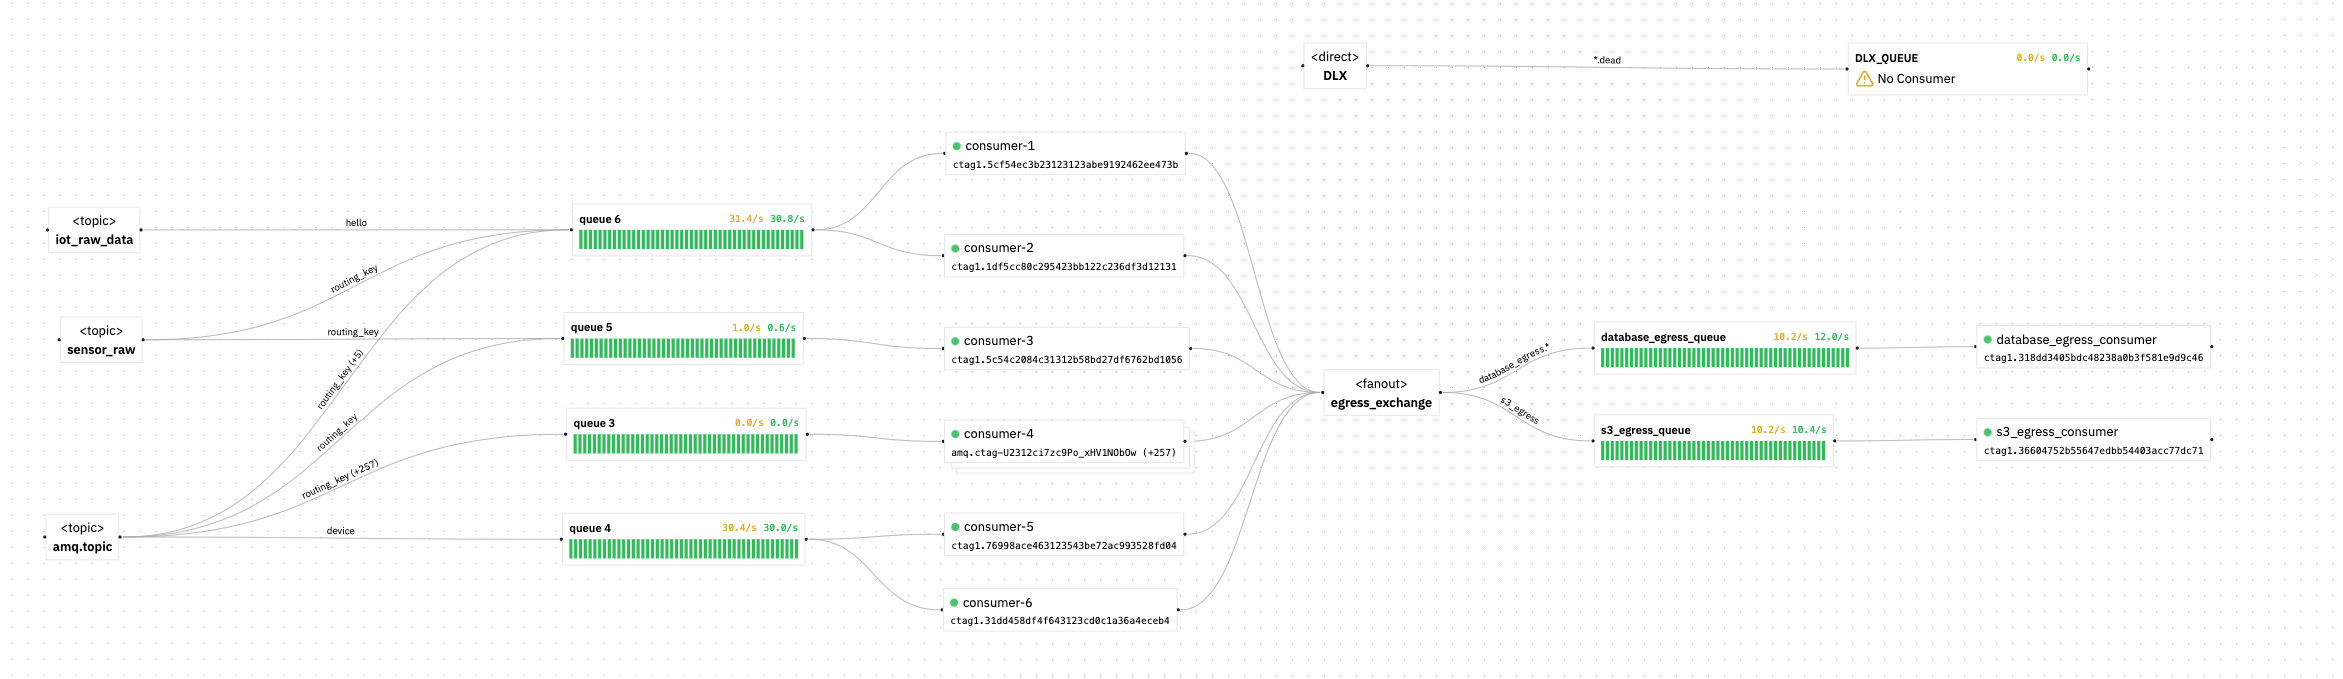 <direct>
DLX
*.dead
DLX_QUEUE 0.0/s 0.0/s
No Consumer
consumer-1
ctag1.5cf54ec3b23123123abe9192462ee473b
<topic>
iot_raw_data
hello
queue 6 31.4/s 30.8/s
consumer-2
ctag1.1df5cc80c295423bb122c236df3d12131
routing_key
<topic>
sensor_raw
routing_key
queue 5 1.0/s 0.6/s
consumer-3
ctag1.5c54c2084c31312b58bd27df6762bd1056
routing_key (+5)
<fanout>
egress_exchange
database_egress.*
database_egress_queue 10.2/s 12.0/s
database_egress_consumer
ctag1.318dd3405bdc48238a0b3f581e9d9c46
s3_egress
s3_egress_queue 10.2/s 10.4/s
s3_egress_consumer
ctag1.36604752b55647edbb54403acc77dc71
routing_key
queue 3 0.0/s 0.0/s
consumer-4
amq.ctag-U2312ci7zc9Po_xHV1NObOw (+257)
routing_key (+257)
<topic>
amq.topic
device
queue 4 30.4/s 30.0/s
consumer-5
ctag1.76998ace463123543be72ac993528fd04
consumer-6
ctag1.31dd458df4f643123cd0c1a36a4eceb4